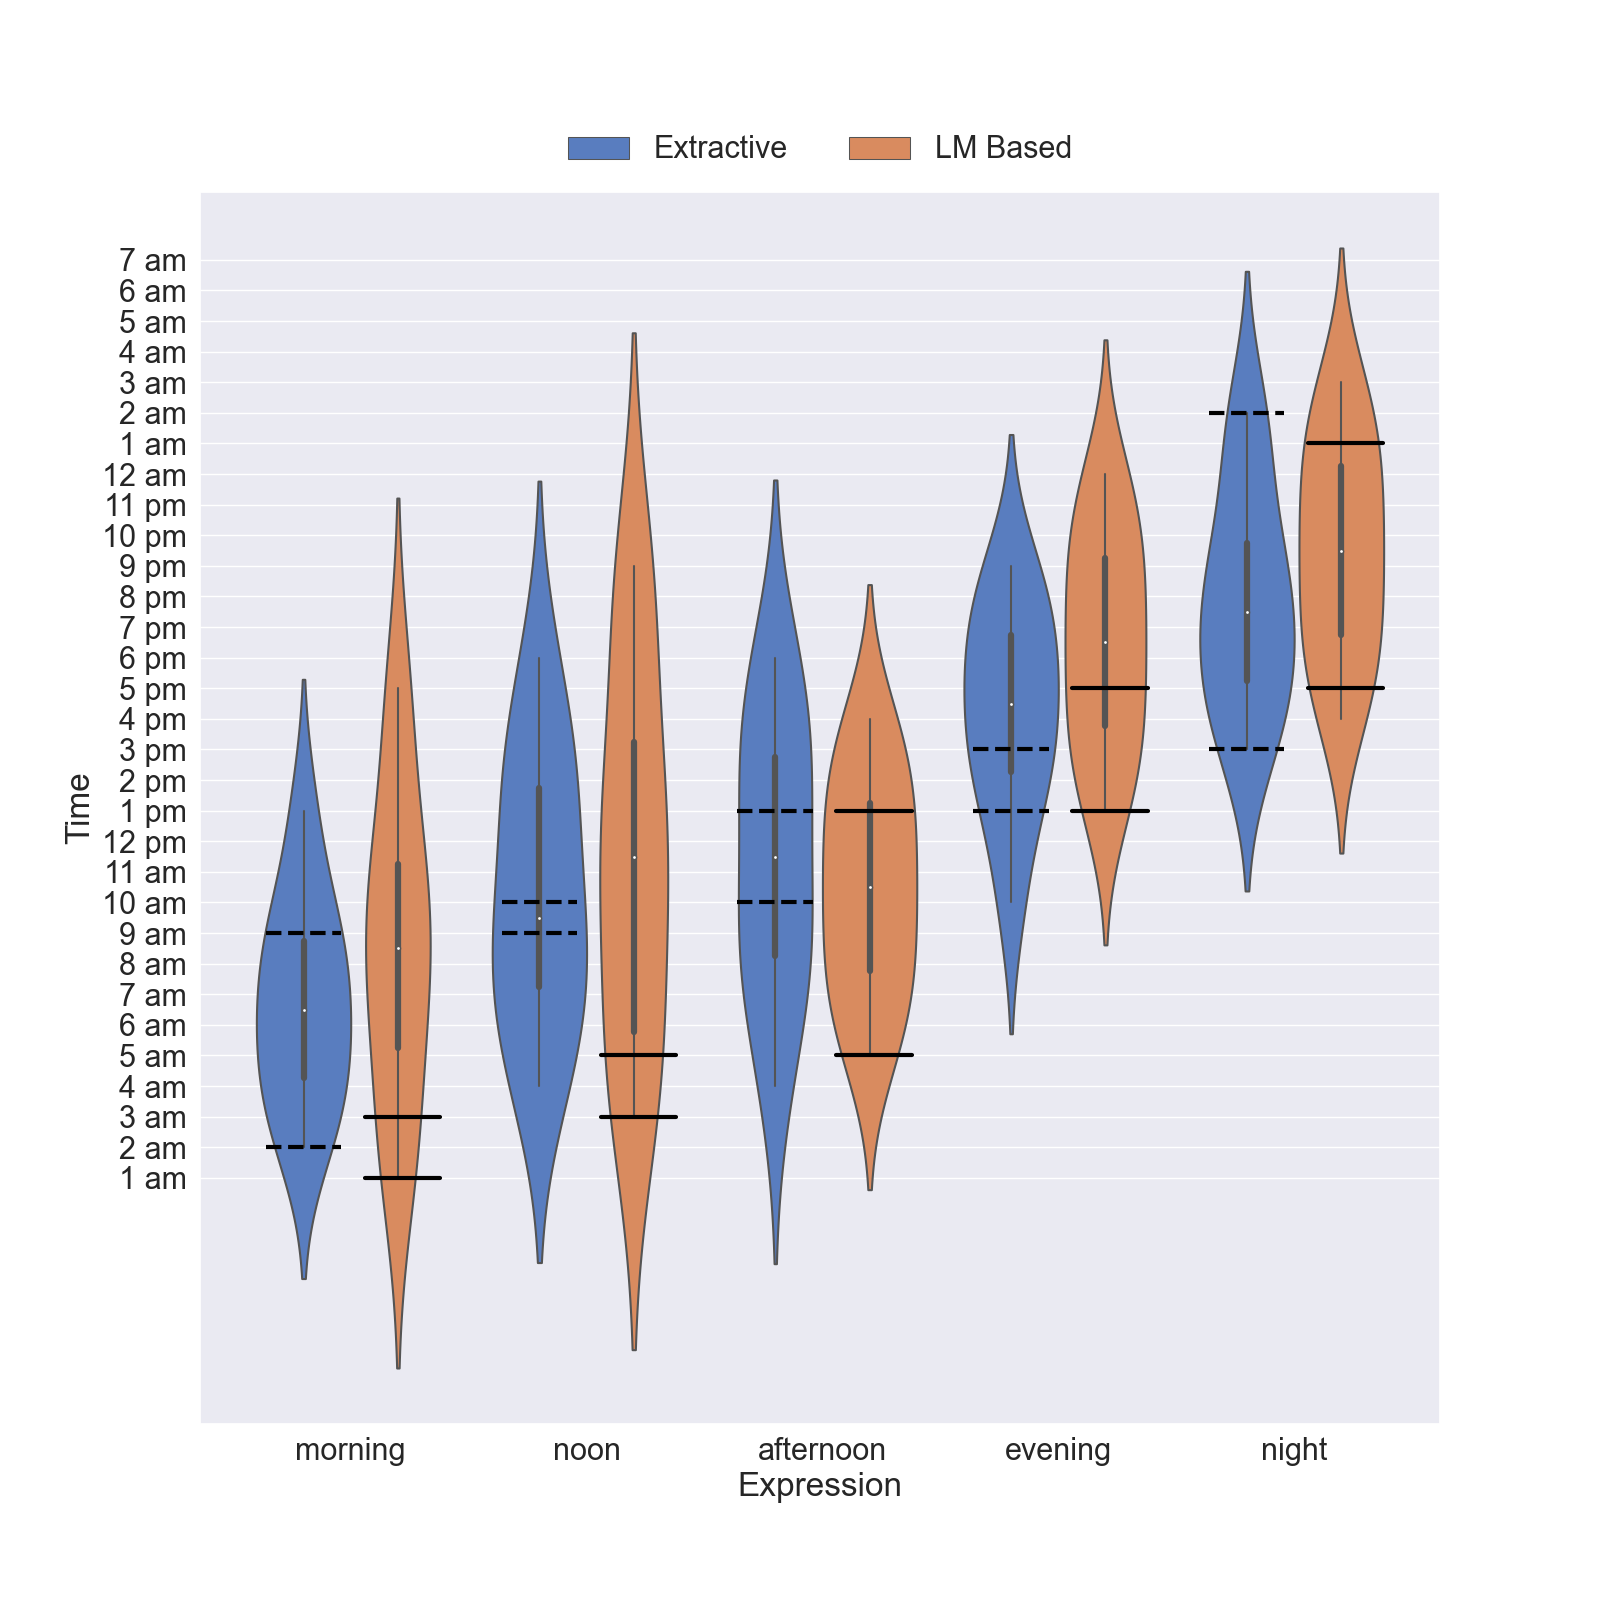 Extractive LM Based
7 am
6 am
5 am
4 am
3 am
2 am
1 am
12 am
11 pm
10 pm
9 pm
8 pm
7 pm
6 pm
5 pm
4 pm
3 pm
2 pm
1 pm
12 pm
11 am
10 am
9 am
8 am
7 am
6 am
5 am
4 am
3 am
2 am
1 am
Time
morning noon afternoon evening night
Expression